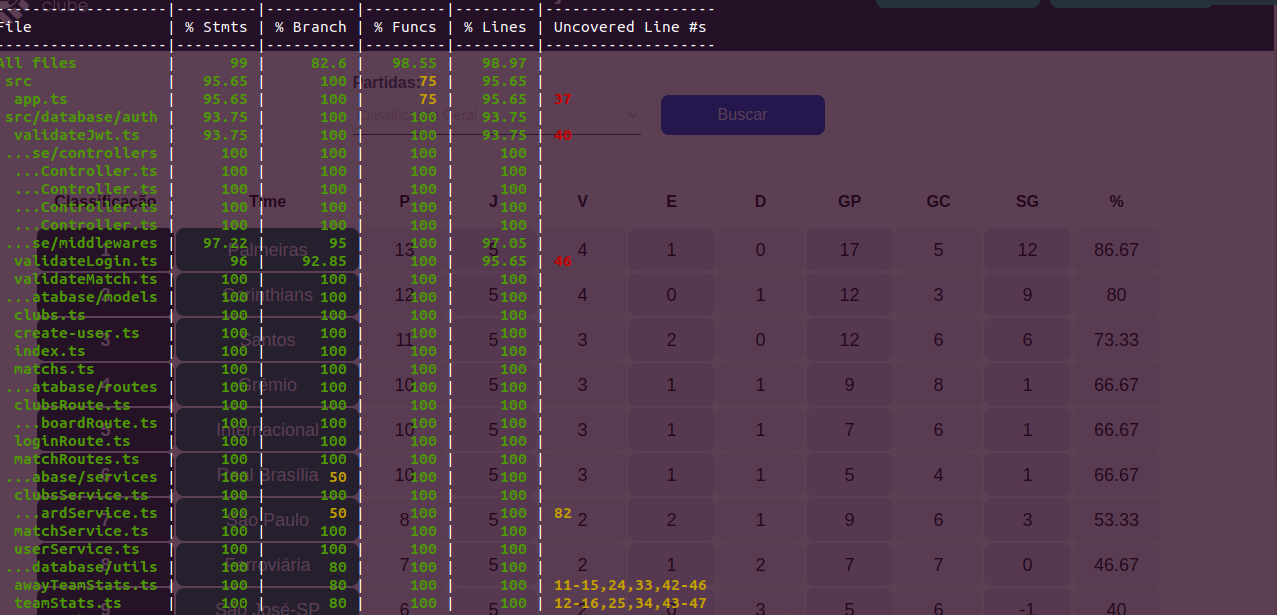 clube
--------------------|---------|----------|---------|---------|-------------------
File | % Stmts | % Branch | % Funcs | % Lines | Uncovered Line #s
--------------------|---------|----------|---------|---------|-------------------
All files | 99 | 82.6 | 98.55 | 98.97 |
src | 95.65 | 100 | 75 | 95.65 |
app.ts | 95.65 | 100 | 75 | 95.65 | 37
src/database/auth | 93.75 | 100 | 100 | 93.75 |
validateJwt.ts | 93.75 | 100 | 100 | 93.75 | 40
...se/controllers | 100 | 100 | 100 | 100 |
...Controller.ts | 100 | 100 | 100 | 100 |
...Controller.ts | 100 | 100 | 100 | 100 |
...Controller.ts | 100 | 100 | 100 | 100 |
...Controller.ts | 100 | 100 | 100 | 100 |
...se/middlewares | 97.22 | 95 | 100 | 97.05 |
validateLogin.ts | 96 | 92.85 | 100 | 95.65 | 46
validateMatch.ts | 100 | 100 | 100 | 100 |
...atabase/models | 100 | 100 | 100 | 100 |
clubs.ts | 100 | 100 | 100 | 100 |
create-user.ts | 100 | 100 | 100 | 100 |
index.ts | 100 | 100 | 100 | 100 |
matchs.ts | 100 | 100 | 100 | 100 |
...atabase/routes | 100 | 100 | 100 | 100 |
clubsRoute.ts | 100 | 100 | 100 | 100 |
...boardRoute.ts | 100 | 100 | 100 | 100 |
loginRoute.ts | 100 | 100 | 100 | 100 |
matchRoutes.ts | 100 | 100 | 100 | 100 |
...abase/services | 100 | 50 | 100 | 100 |
clubsService.ts | 100 | 100 | 100 | 100 |
...ardService.ts | 100 | 50 | 100 | 100 | 82
matchService.ts | 100 | 100 | 100 | 100 |
userService.ts | 100 | 100 | 100 | 100 |
...database/utils | 100 | 80 | 100 | 100 |
awayTeamStats.ts | 100 | 80 | 100 | 100 | 11-15,24,33,42-46
teamStats.ts | 100 | 80 | 100 | 100 | 12-16,25,34,43-47
Partidas:
Classificação Geral
Buscar
Classificação Time P J V E D GP GC SG %
1 Palmeiras 13 5 4 1 0 17 5 12 86.67
2 Corinthians 12 5 4 0 1 12 3 9 80
3 Santos 11 5 3 2 0 12 6 6 73.33
4 Grêmio 10 5 3 1 1 9 8 1 66.67
5 Internacional 10 5 3 1 1 7 6 1 66.67
6 Real Brasília 10 5 3 1 1 5 4 1 66.67
7 São Paulo 8 5 2 2 1 9 6 3 53.33
8 Ferroviária 7 5 2 1 2 7 7 0 46.67
9 São José-SP 6 3 5 6 -1 40